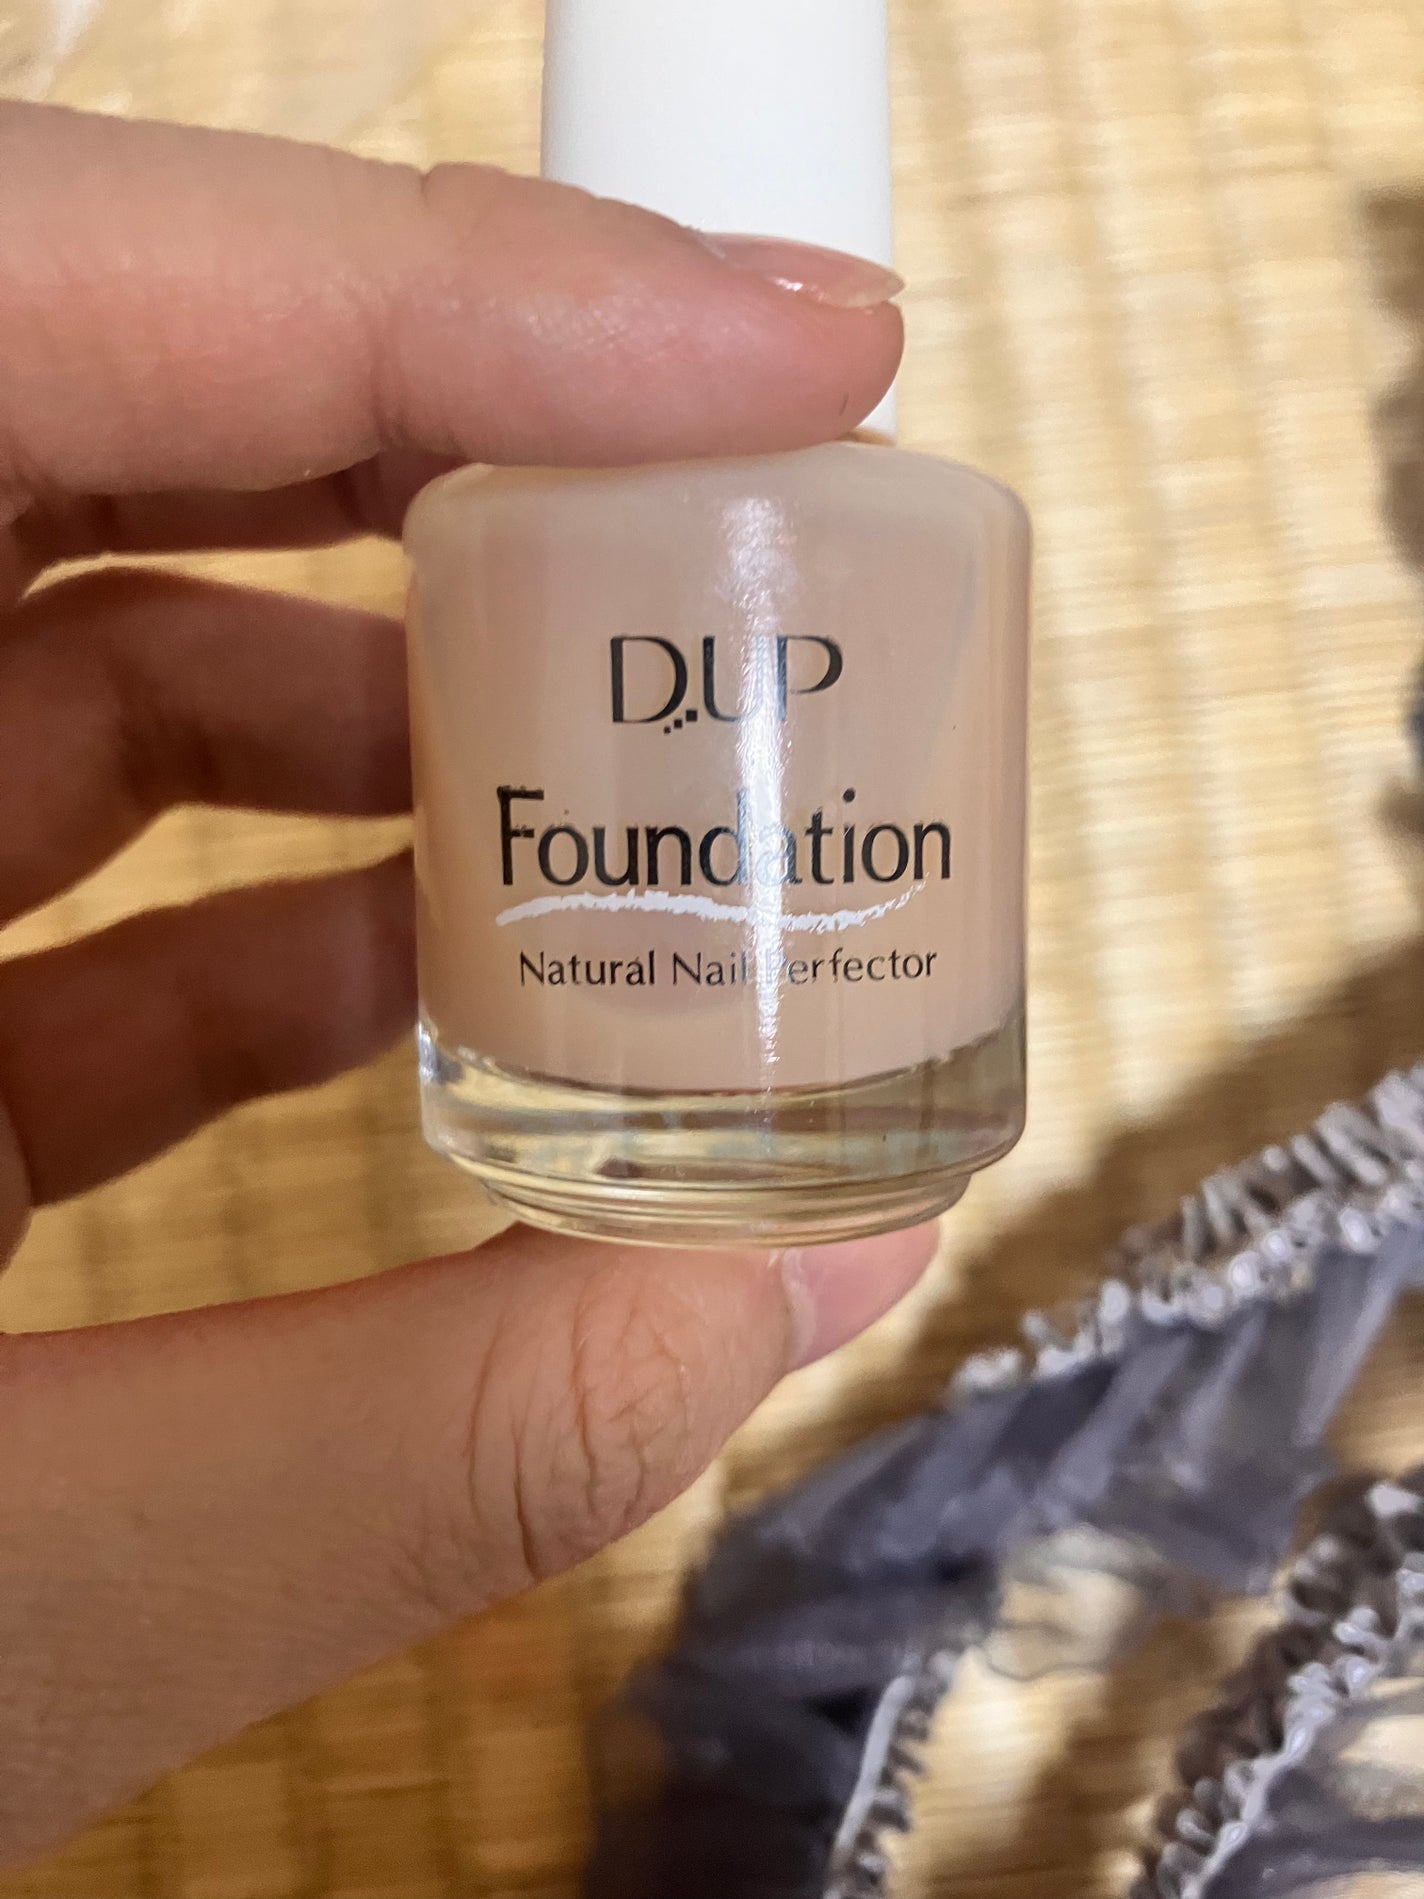 D.UP
Foundation
Natural Nail Perfector